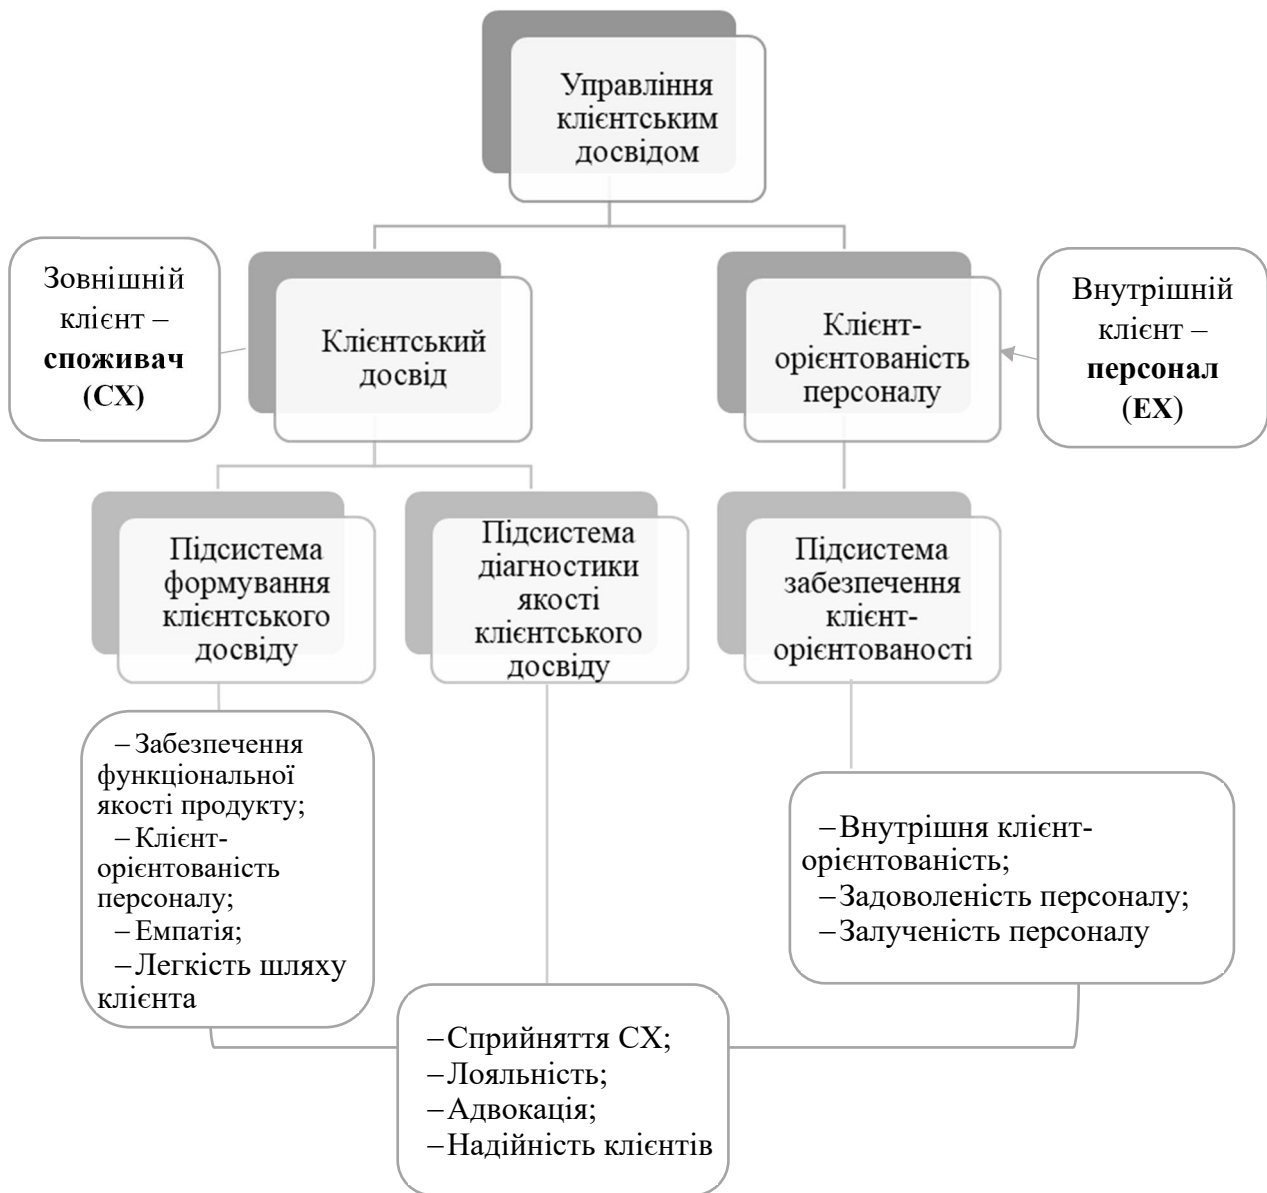 Управління
клієнтським
досвідом
Зовнішній
клієнт –
споживач
(CX)
Клієнтський
досвід
Клієнт-
орієнтованість
персоналу
Внутрішній
клієнт –
персонал
(EX)
Підсистема
формування
клієнтського
досвіду
Підсистема
діагностики
якості
клієнтського
досвіду
Підсистема
забезпечення
клієнт-
орієнтованості
– Забезпечення
функціональної
якості продукту;
– Клієнт-
орієнтованість
персоналу;
– Емпатія;
– Легкість шляху
клієнта
– Внутрішня клієнт-
орієнтованість;
– Задоволеність персоналу;
– Залученість персоналу
– Сприйняття CX;
– Лояльність;
– Адвокація;
– Надійність клієнтів